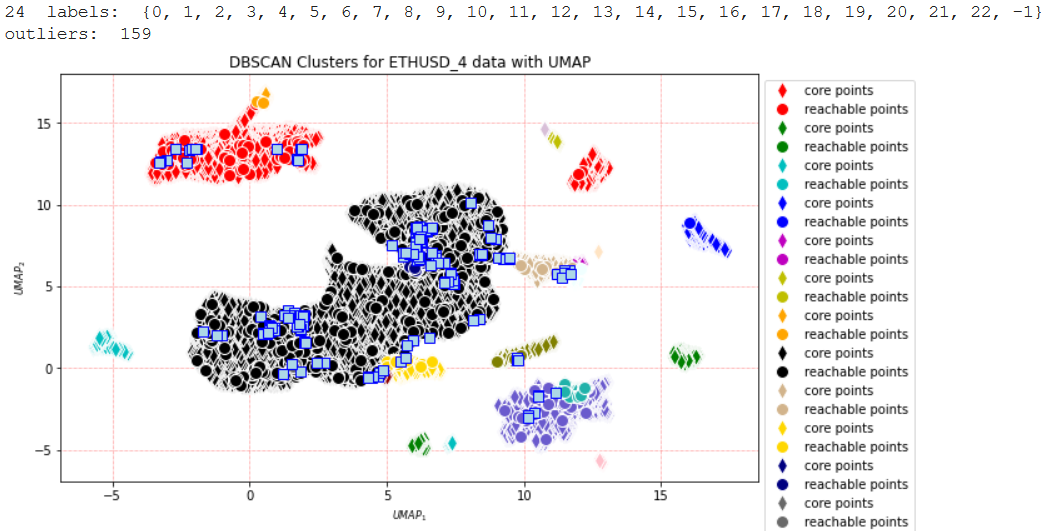 24 labels: {0, 1, 2, 3, 4, 5, 6, 7, 8, 9, 10, 11, 12, 13, 14, 15, 16, 17, 18, 19, 20, 21, 22, -1}
outliers: 159
DBSCAN Clusters for ETHUSD_4 data with UMAP
15
10
5
0
−5
UMAP₂
−5
0
5
10
15
UMAP₁
core points
reachable points
core points
reachable points
core points
reachable points
core points
reachable points
core points
reachable points
core points
reachable points
core points
reachable points
core points
reachable points
core points
reachable points
core points
reachable points
core points
reachable points
core points
reachable points